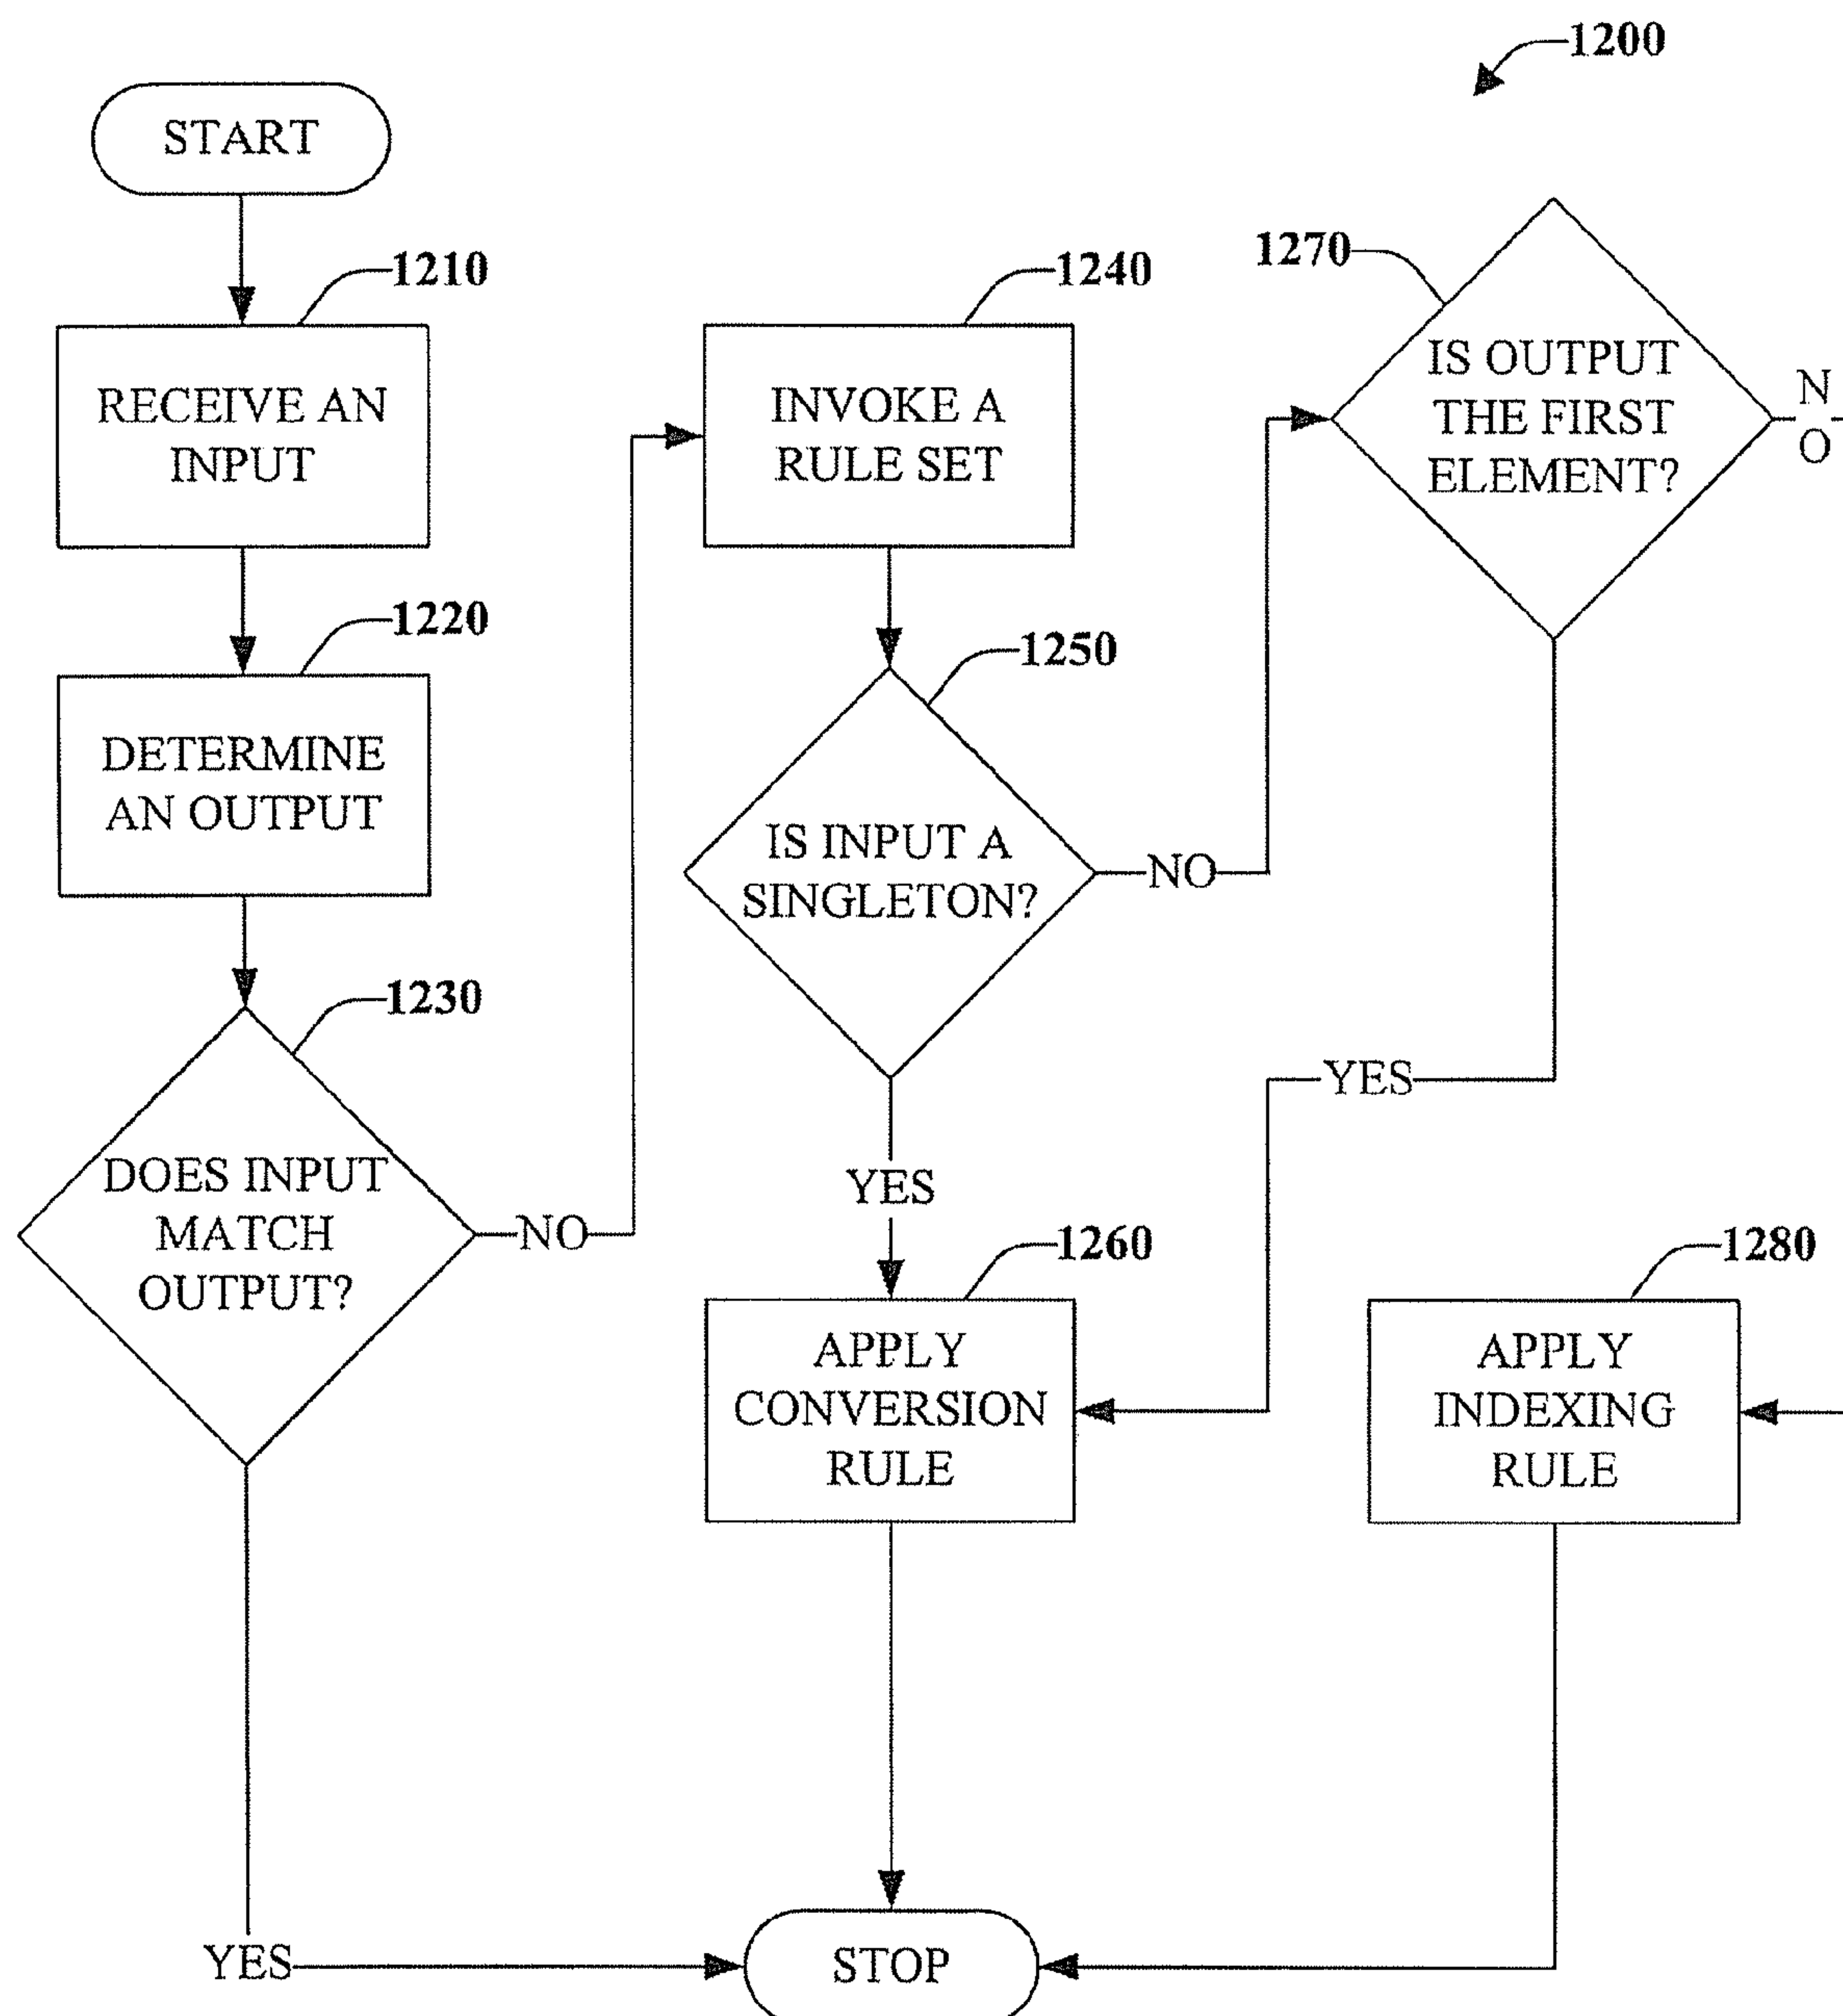 1200
START
1210
RECEIVE AN
INPUT
1220
DETERMINE
AN OUTPUT
1230
DOES INPUT
MATCH
OUTPUT?
NO
YES
1240
INVOKE A
RULE SET
1250
IS INPUT A
SINGLETON?
NO
YES
1260
APPLY
CONVERSION
RULE
1270
IS OUTPUT
THE FIRST
ELEMENT?
N
O
YES
1280
APPLY
INDEXING
RULE
STOP